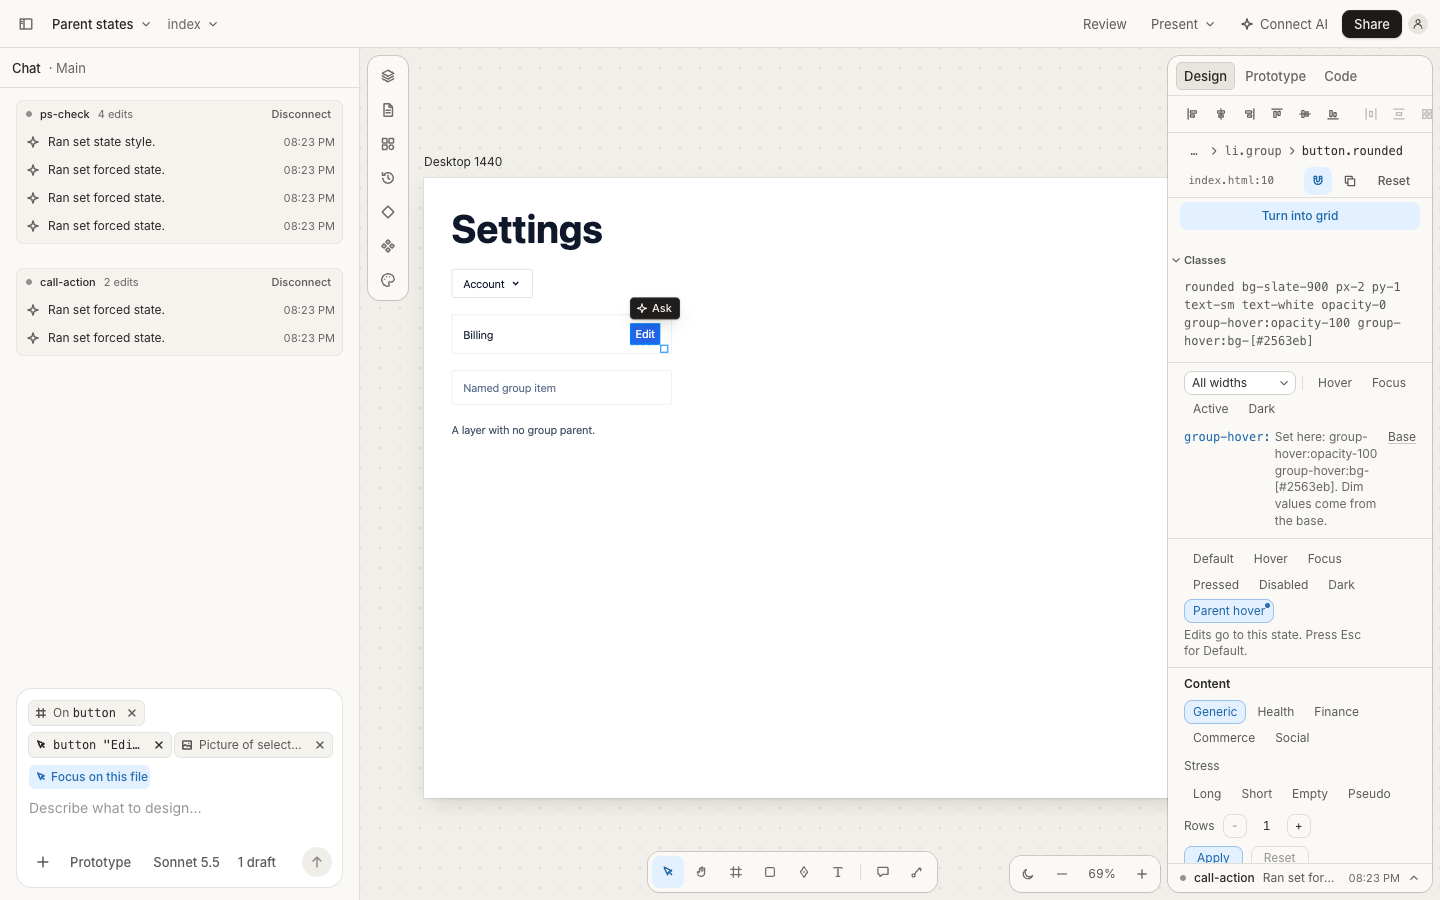 Parent states
index
Review
Present
Connect AI
Share
Chat · Main
ps-check 4 edits Disconnect
Ran set state style. 08:23 PM
Ran set forced state. 08:23 PM
Ran set forced state. 08:23 PM
Ran set forced state. 08:23 PM
call-action 2 edits Disconnect
Ran set forced state. 08:23 PM
Ran set forced state. 08:23 PM
On button
button "Edi…
Picture of select…
Focus on this file
Describe what to design…
Prototype Sonnet 5.5 1 draft
Desktop 1440
Settings
Account
Ask
Billing
Edit
Named group item
A layer with no group parent.
69%
Design Prototype Code
… > li.group > button.rounded
index.html:10
Reset
Turn into grid
Classes
rounded bg-slate-900 px-2 py-1
text-sm text-white opacity-0
group-hover:opacity-100 group-
hover:bg-[#2563eb]
All widths
Hover Focus
Active Dark
group-hover:
Set here: group-
hover:opacity-100
group-hover:bg-
[#2563eb]. Dim
values come from
the base.
Base
Default Hover Focus
Pressed Disabled Dark
Parent hover
Edits go to this state. Press Esc
for Default.
Content
Generic Health Finance
Commerce Social
Stress
Long Short Empty Pseudo
Rows - 1 +
Apply Reset
call-action Ran set for… 08:23 PM